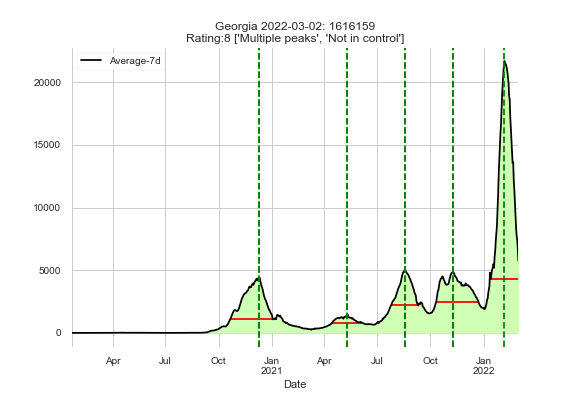 Georgia 2022-03-02: 1616159
Rating:8 ['Multiple peaks', 'Not in control']
Average-7d
20000
15000
10000
5000
0
Apr Jul Oct Jan Apr Jul Oct Jan
2021 2022
Date